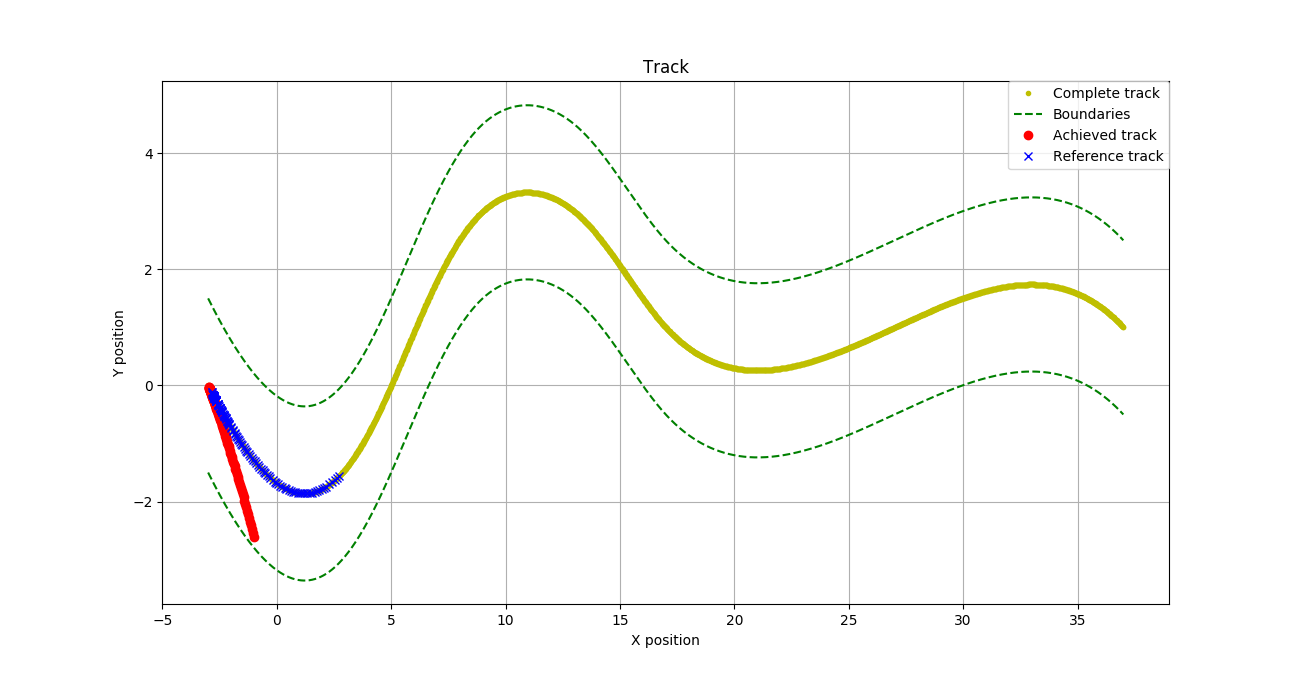 Track
Complete track
Boundaries
Achieved track
Reference track
Y position
4
2
0
−2
−5
0
5
10
15
20
25
30
35
X position